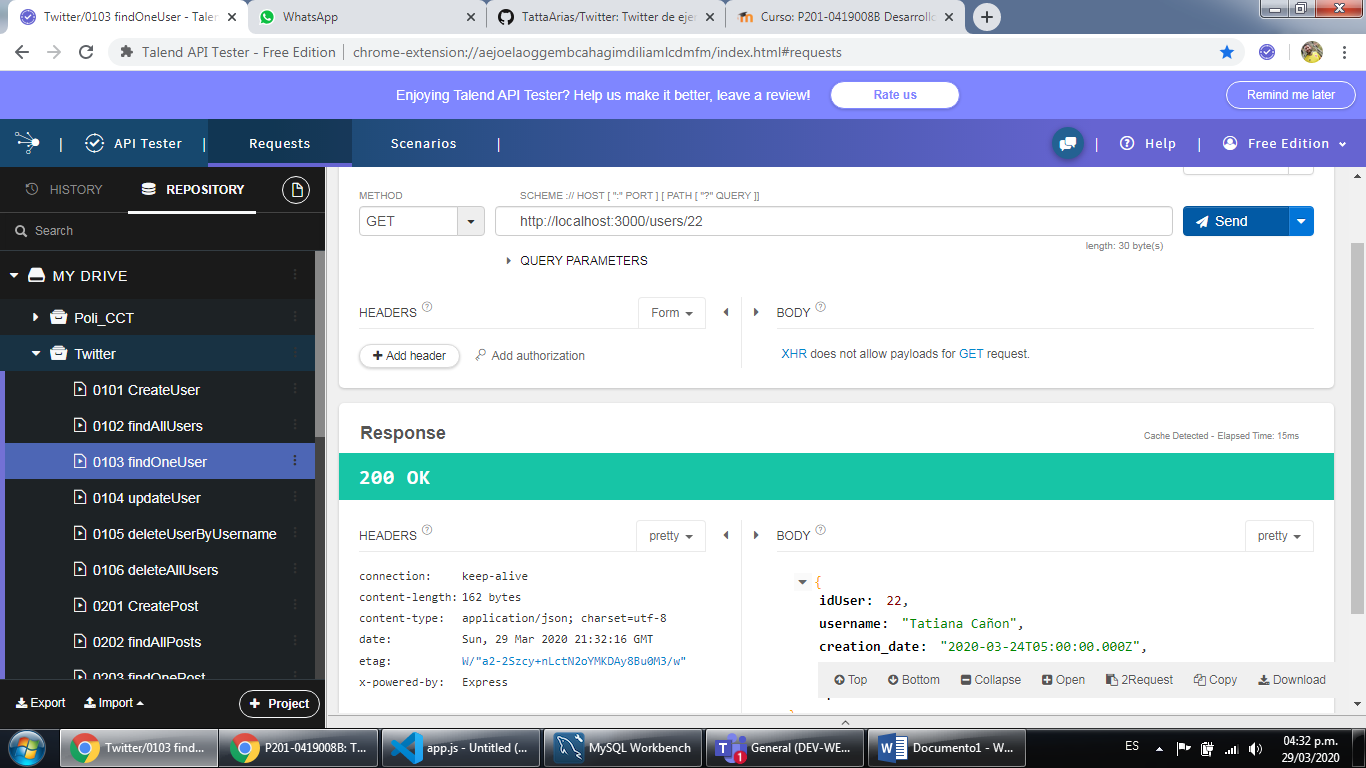 Twitter/0103 findOneUser - Talen
WhatsApp
TattaArias/Twitter: Twitter de ejem
Curso: P201-0419008B Desarrollo
Talend API Tester - Free Edition | chrome-extension://aejoelaoggembcahagimdiliamlcdmfm/index.html#requests
Enjoying Talend API Tester? Help us make it better, leave a review!
Rate us
Remind me later
API Tester
Requests
Scenarios
Help
Free Edition
HISTORY
REPOSITORY
Search
MY DRIVE
Poli_CCT
Twitter
0101 CreateUser
0102 findAllUsers
0103 findOneUser
0104 updateUser
0105 deleteUserByUsername
0106 deleteAllUsers
0201 CreatePost
0202 findAllPosts
0203 findOnePost
Export
Import
+ Project
METHOD
SCHEME :// HOST [ ":" PORT ] [ PATH [ "?" QUERY ]]
GET
http://localhost:3000/users/22
Send
length: 30 byte(s)
QUERY PARAMETERS
HEADERS ?
Form
BODY ?
+ Add header
Add authorization
XHR does not allow payloads for GET request.
Response
Cache Detected - Elapsed Time: 15ms
200 OK
HEADERS ?
pretty
BODY ?
pretty
connection: keep-alive
content-length: 162 bytes
content-type: application/json; charset=utf-8
date: Sun, 29 Mar 2020 21:32:16 GMT
etag: W/"a2-2Szcy+nLctN2oYMKDAy8Bu0M3/w"
x-powered-by: Express
{
idUser: 22,
username: "Tatiana Cañon",
creation_date: "2020-03-24T05:00:00.000Z",
Top
Bottom
Collapse
Open
2Request
Copy
Download
Twitter/0103 find...
P201-0419008B: T...
app.js - Untitled (...
MySQL Workbench
1
General (DEV-WE...
Documento1 - W...
ES
04:32 p.m.
29/03/2020